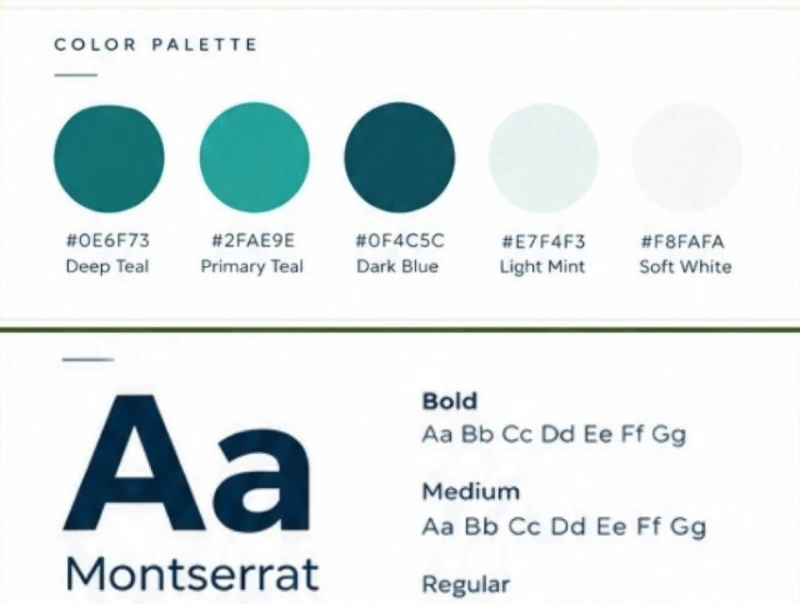 COLOR PALETTE
#0E6F73
Deep Teal
#2FAE9E
Primary Teal
#0F4C5C
Dark Blue
#E7F4F3
Light Mint
#F8FAFA
Soft White
Aa
Montserrat
Bold
Aa Bb Cc Dd Ee Ff Gg
Medium
Aa Bb Cc Dd Ee Ff Gg
Regular